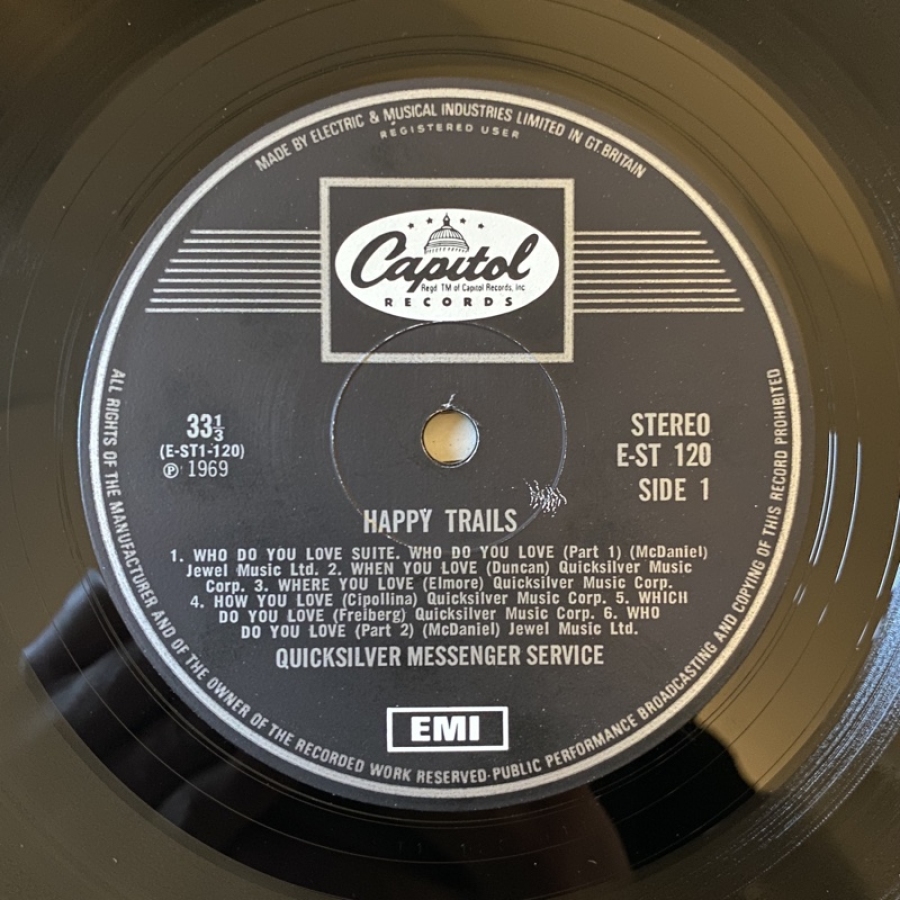 MADE BY ELECTRIC & MUSICAL INDUSTRIES LIMITED IN GT. BRITAIN
REGISTERED USER
Capitol
Regd TM of Capitol Records, Inc
RECORDS
33⅓
(E-ST1-120)
℗ 1969
STEREO
E-ST 120
SIDE 1
HAPPY TRAILS
1. WHO DO YOU LOVE SUITE. WHO DO YOU LOVE (Part 1) (McDaniel)
Jewel Music Ltd. 2. WHEN YOU LOVE (Duncan) Quicksilver Music
Corp. 3. WHERE YOU LOVE (Elmore) Quicksilver Music Corp.
4. HOW YOU LOVE (Cipollina) Quicksilver Music Corp. 5. WHICH
DO YOU LOVE (Freiberg) Quicksilver Music Corp. 6. WHO
DO YOU LOVE (Part 2) (McDaniel) Jewel Music Ltd.
QUICKSILVER MESSENGER SERVICE
EMI
ALL RIGHTS OF THE MANUFACTURER AND OF THE OWNER OF THE RECORDED WORK RESERVED·PUBLIC PERFORMANCE BROADCASTING AND COPYING OF THIS RECORD PROHIBITED